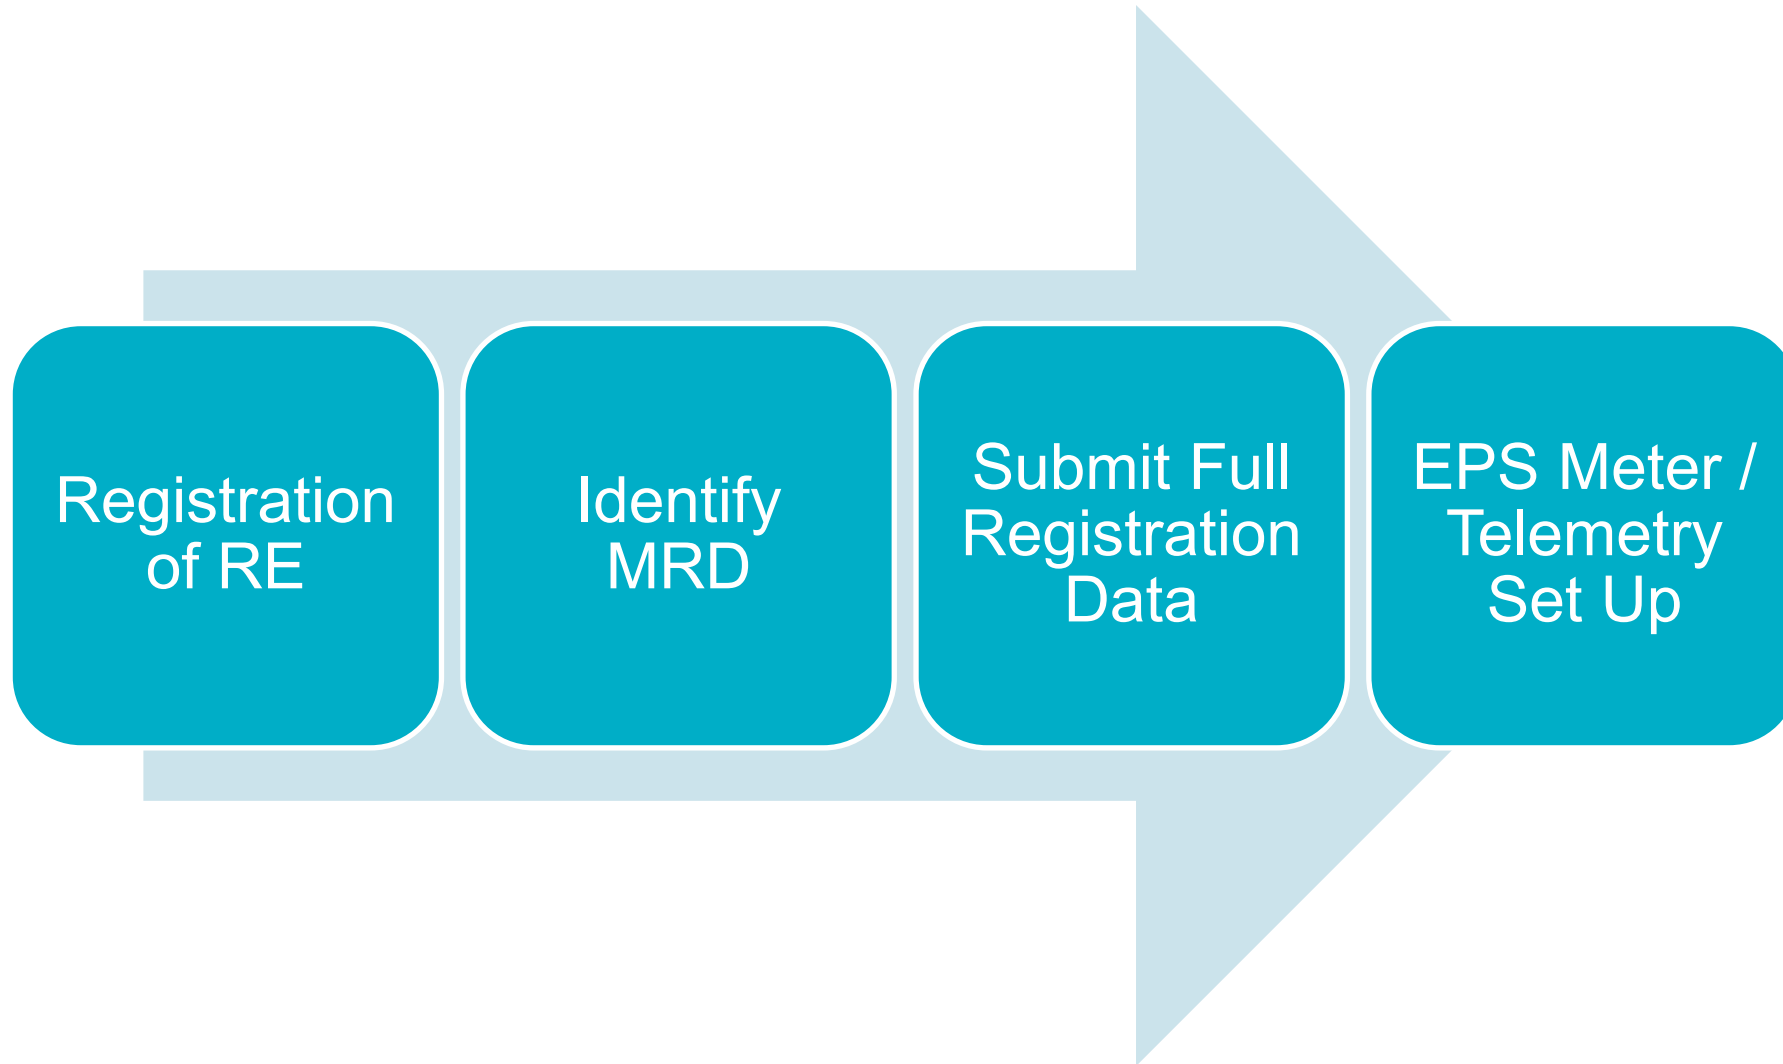 Registration
of RE
Identify
MRD
Submit Full
Registration
Data
EPS Meter /
Telemetry
Set Up